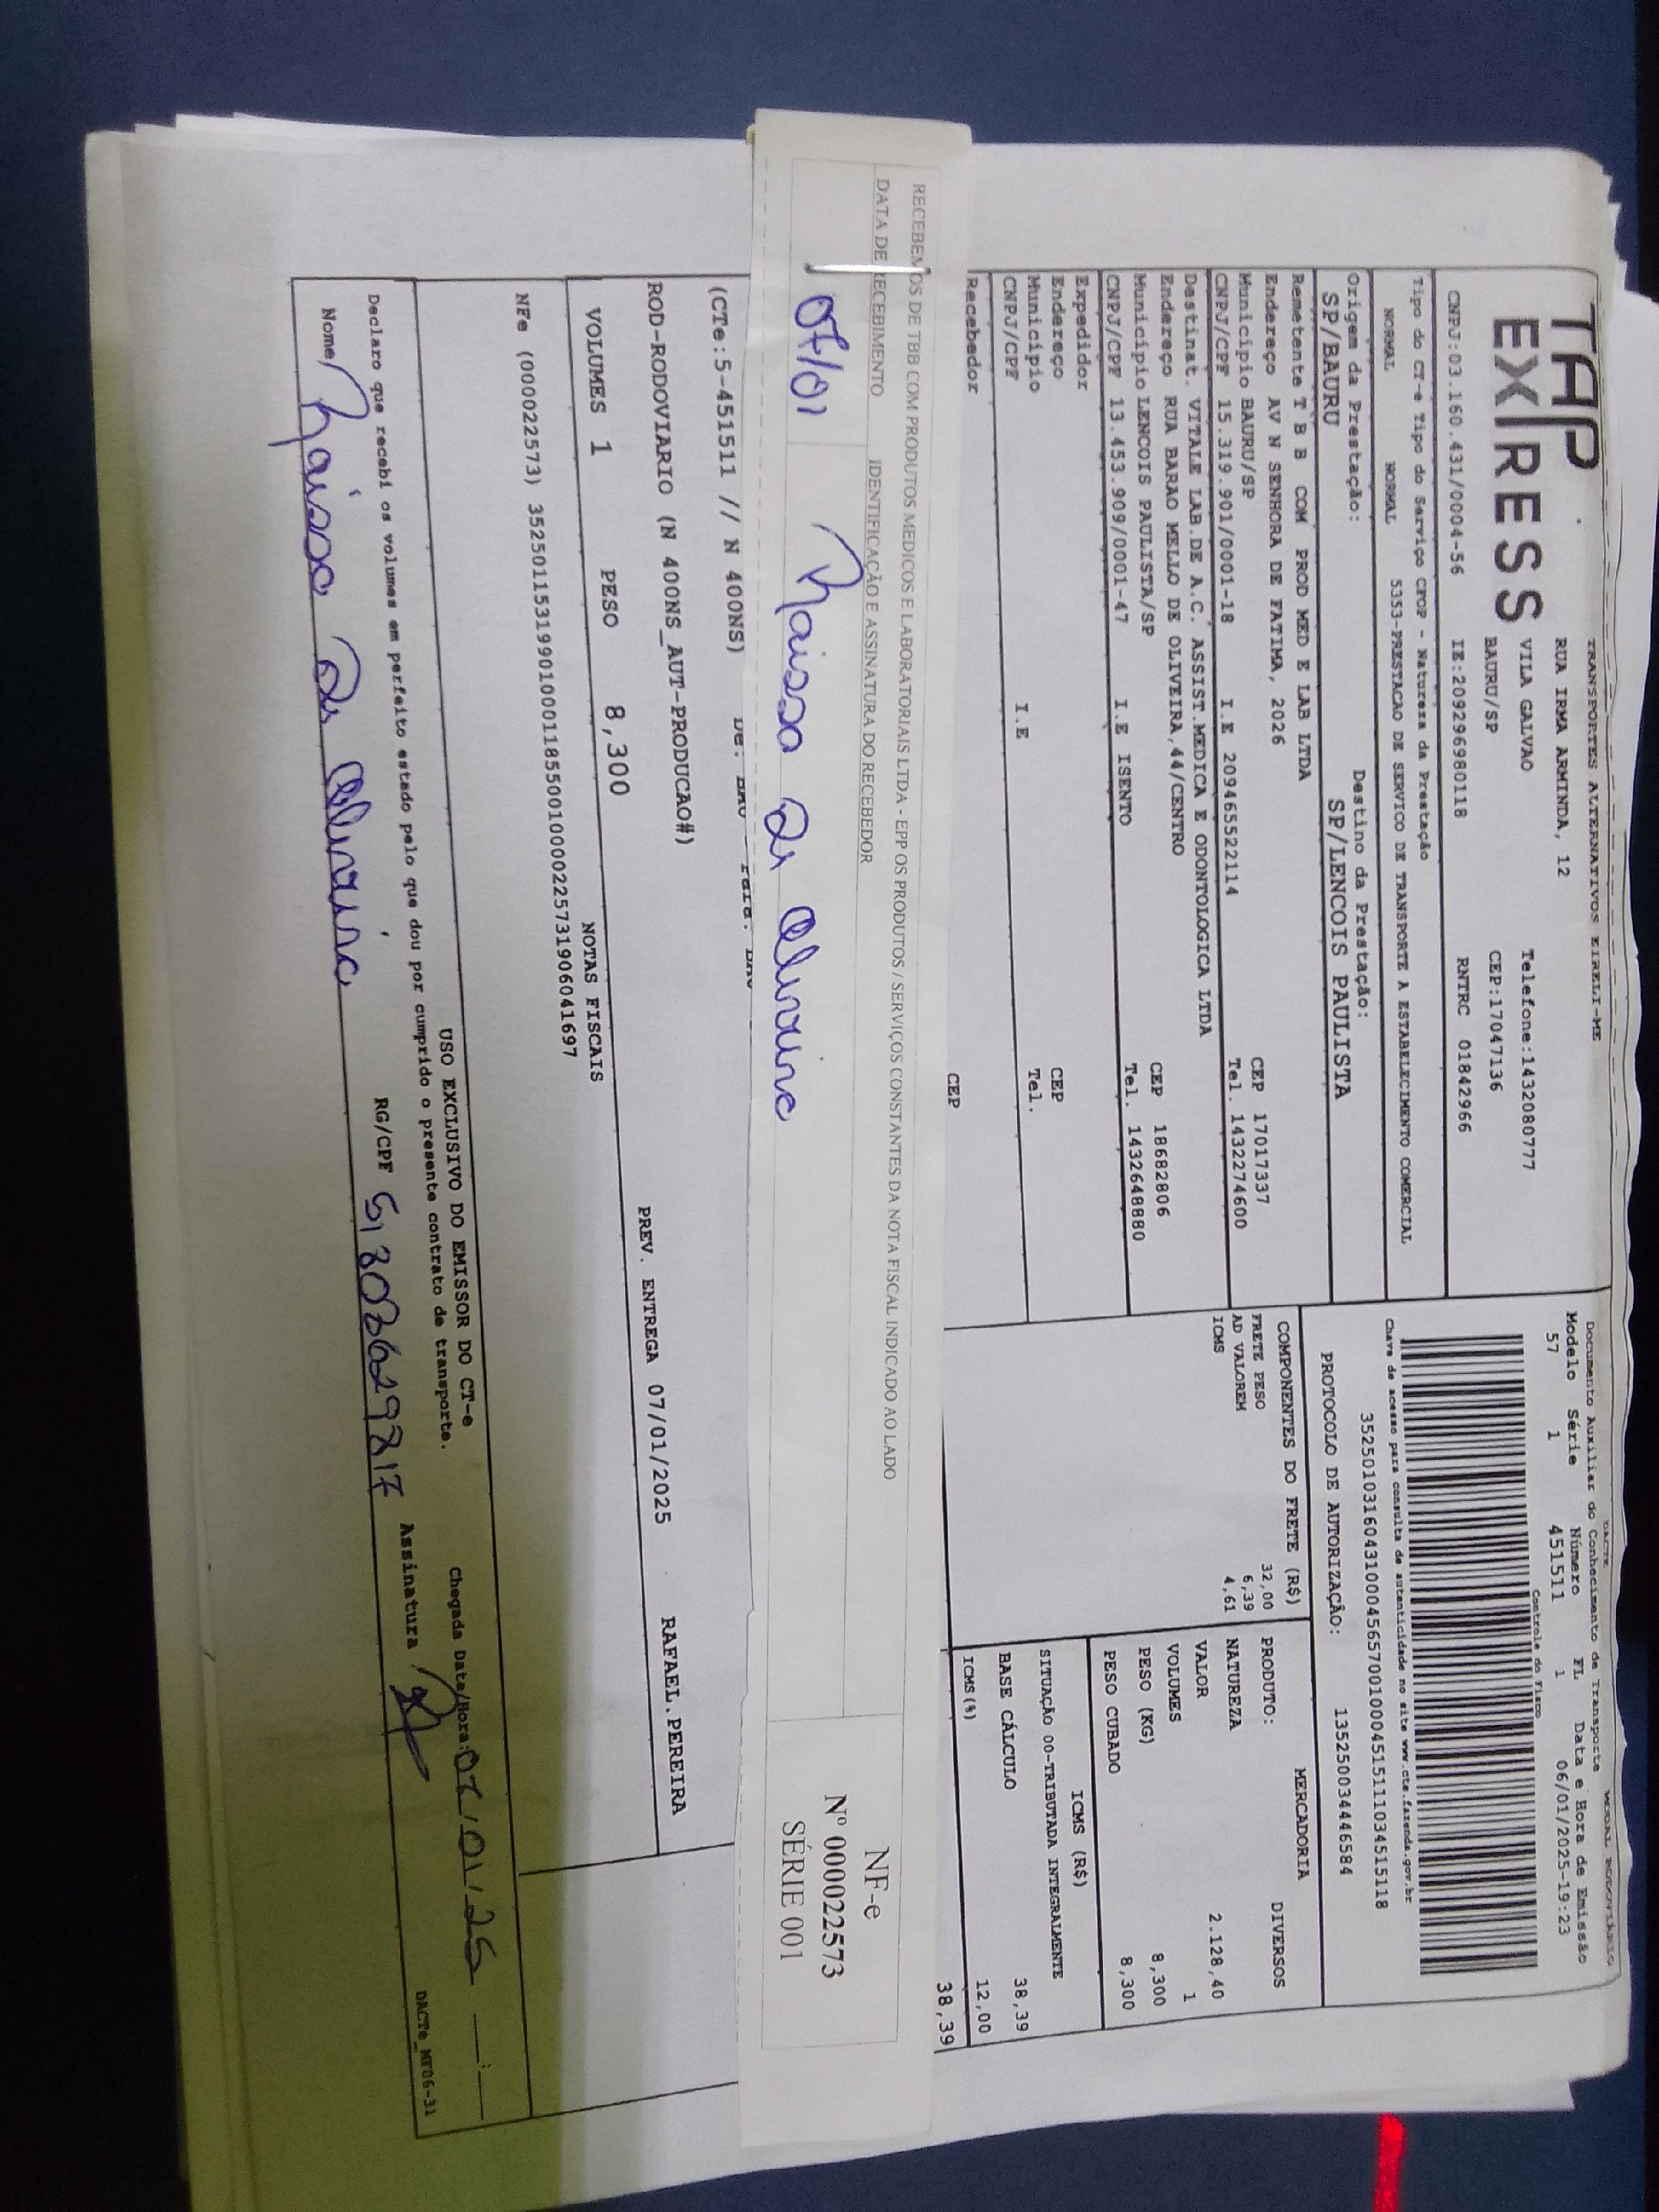 TAP
EXPRESS
TRANSPORTES ALTERNATIVOS EIRELI-ME
RUA IRMA ARMINDA, 12
VILA GALVAO
BAURU/SP
Telefone:1432080777
CEP:17047136
CNPJ:03.160.431/0004-56 IE:209296980118 RNTRC 01842966
DACTE
MODAL RODOVIARIO
Documento Auxiliar do Conhecimento de Transporte
Modelo Série Número FL Data e Hora de Emissão
57 1 451511 1 06/01/2025-19:23
Controle do Fisco
Chave de acesso para consulta de autenticidade no site www.cte.fazenda.gov.br
35250103160431000456570010004515111034515118
PROTOCOLO DE AUTORIZAÇÃO: 135250034446584
Tipo do CT-e Tipo do Serviço CFOP - Natureza da Prestação
NORMAL NORMAL 5353-PRESTACAO DE SERVICO DE TRANSPORTE A ESTABELECIMENTO COMERCIAL
Origem da Prestação: Destino da Prestação:
SP/BAURU SP/LENCOIS PAULISTA
Remetente T B B COM PROD MED E LAB LTDA
Endereço AV N SENHORA DE FATIMA, 2026
Municipio BAURU/SP CEP 17017337
CNPJ/CPF 15.319.901/0001-18 I.E 209465522114 Tel. 1432274600
Destinat. VITALE LAB.DE A.C. ASSIST.MEDICA E ODONTOLOGICA LTDA
Endereço RUA BARAO MELLO DE OLIVEIRA,44/CENTRO
Municipio LENCOIS PAULISTA/SP CEP 18682806
CNPJ/CPF 13.453.909/0001-47 I.E ISENTO Tel. 1432648880
Expedidor
Endereço
Municipio CEP
CNPJ/CPF I.E Tel.
Recebedor
CEP
COMPONENTES DO FRETE (R$)
FRETE PESO 32,00
AD VALOREM 6,39
ICMS 4,61
MERCADORIA
PRODUTO: DIVERSOS
NATUREZA
VALOR 2.128,40
VOLUMES 1
PESO (KG) 8,300
PESO CUBADO 8,300
ICMS (R$)
SITUAÇÃO 00-TRIBUTADA INTEGRALMENTE
BASE CÁLCULO 38,39
ICMS(%) 12,00
38,39
RECEBEMOS DE TBB COM PRODUTOS MEDICOS E LABORATORIAIS LTDA - EPP OS PRODUTOS / SERVIÇOS CONSTANTES DA NOTA FISCAL INDICADO AO LADO
DATA DE RECEBIMENTO IDENTIFICAÇÃO E ASSINATURA DO RECEBEDOR
07/01
NF-e
Nº 000022573
SÉRIE 001
(CTe:5-451511 // N 400NS)
ROD-RODOVIARIO (N 400NS_AUT-PRODUCAO#)
PREV. ENTREGA 07/01/2025 RAFAEL.PEREIRA
VOLUMES 1 PESO 8,300
NOTAS FISCAIS
NFe (000022573) 35250115319901000118550010000225731906041697
USO EXCLUSIVO DO EMISSOR DO CT-e
Declaro que recebi os volumes em perfeito estado pelo que dou por cumprido o presente contrato de transporte.
Chegada Data/Hora:07/01/25 __:__
Nome RG/CPF Assinatura
DACTe_MT06-31